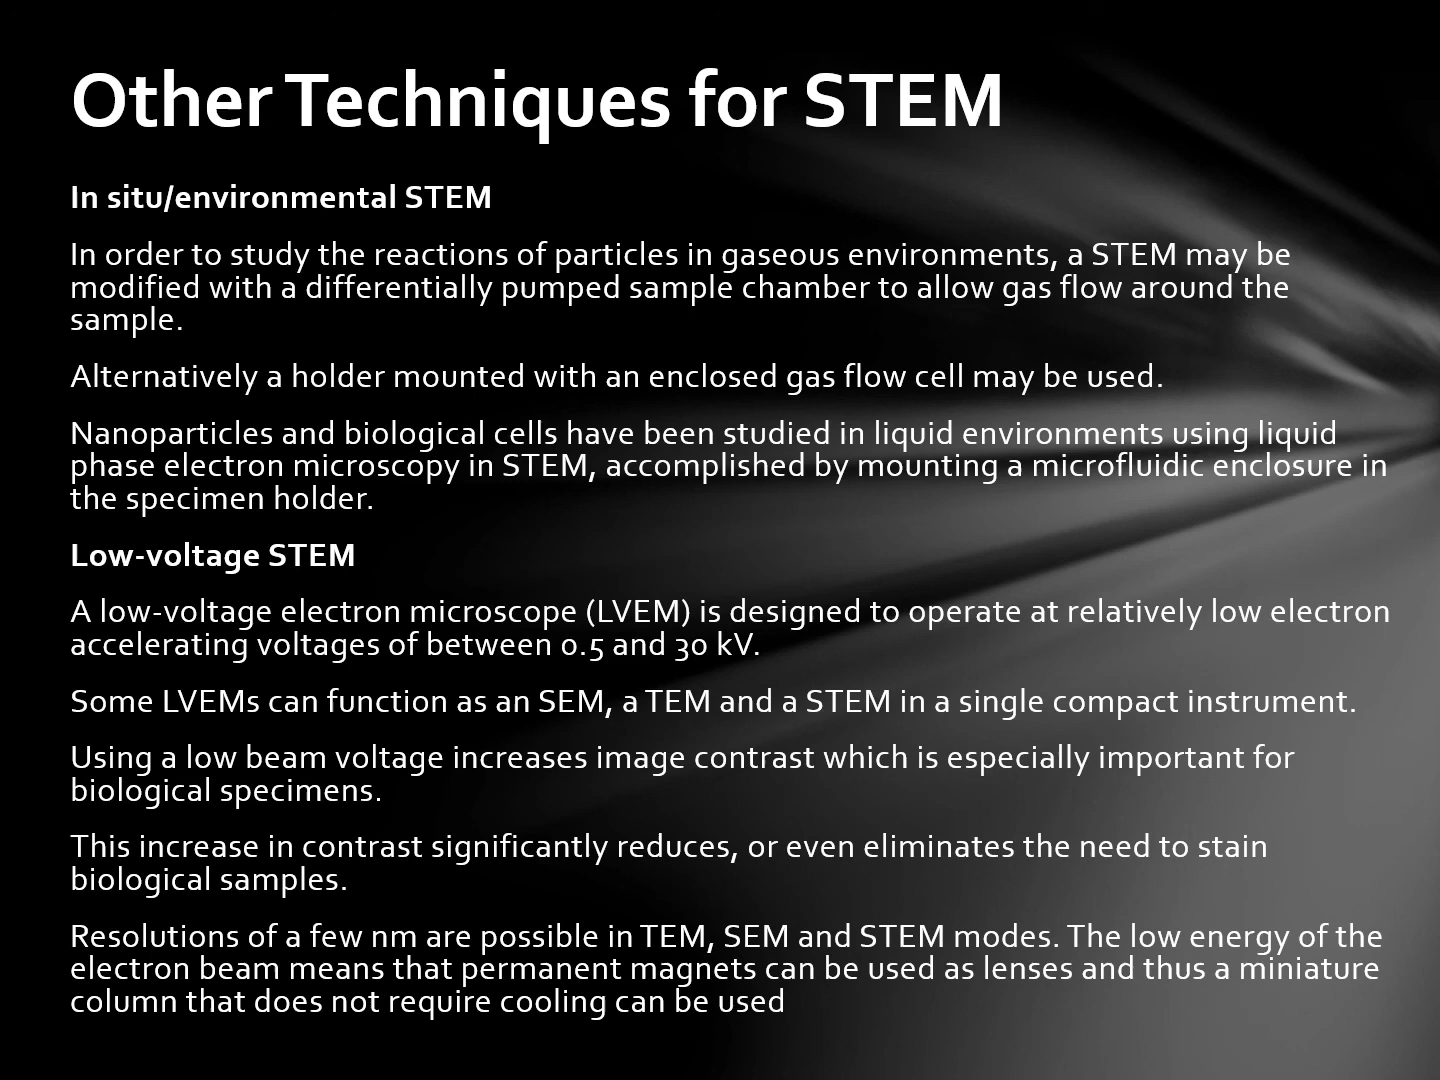 Other Techniques for STEM
In situ/environmental STEM
In order to study the reactions of particles in gaseous environments, a STEM may be
modified with a differentially pumped sample chamber to allow gas flow around the
sample.
Alternatively a holder mounted with an enclosed gas flow cell may be used.
Nanoparticles and biological cells have been studied in liquid environments using liquid
phase electron microscopy in STEM, accomplished by mounting a microfluidic enclosure in
the specimen holder.
Low-voltage STEM
A low-voltage electron microscope (LVEM) is designed to operate at relatively low electron
accelerating voltages of between 0.5 and 30 kV.
Some LVEMs can function as an SEM, a TEM and a STEM in a single compact instrument.
Using a low beam voltage increases image contrast which is especially important for
biological specimens.
This increase in contrast significantly reduces, or even eliminates the need to stain
biological samples.
Resolutions of a few nm are possible in TEM, SEM and STEM modes. The low energy of the
electron beam means that permanent magnets can be used as lenses and thus a miniature
column that does not require cooling can be used